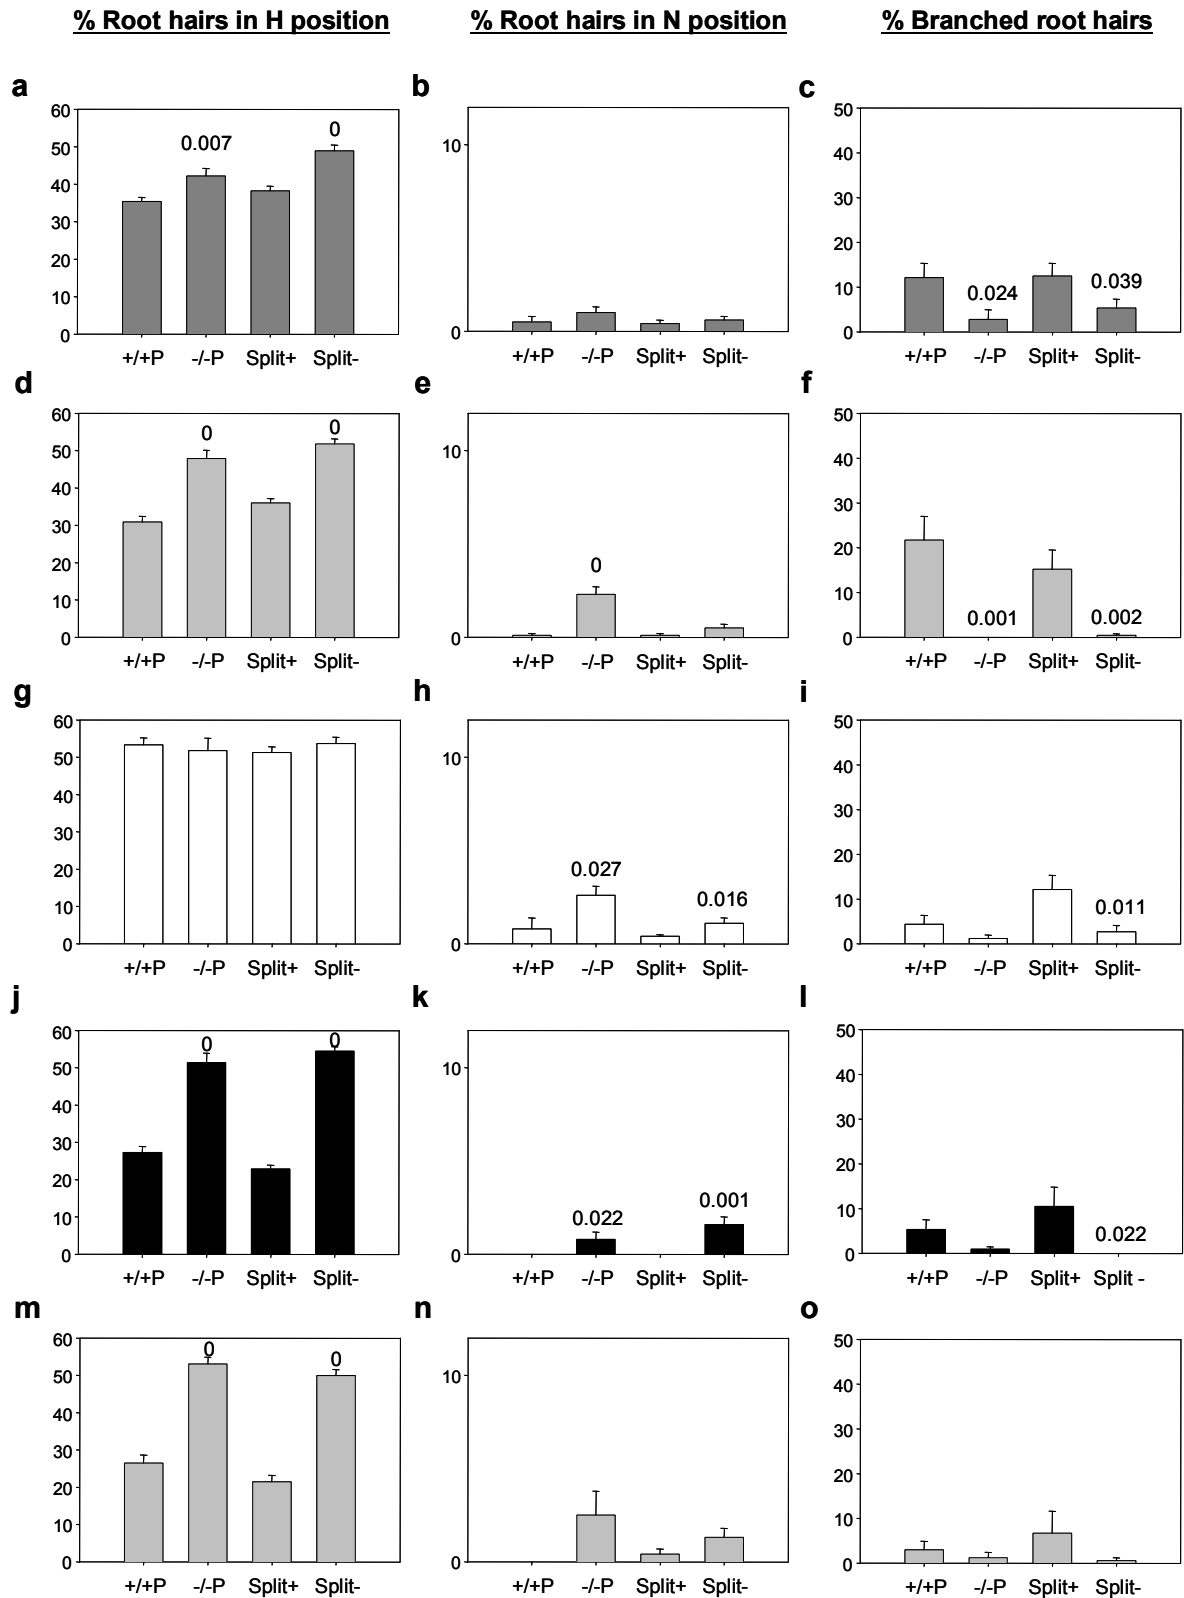 % Root hairs in H position
% Root hairs in N position
% Branched root hairs
a
60
50
40
30
20
10
0
0.007
0
+/+P -/-P Split+ Split-
b
10
0
+/+P -/-P Split+ Split-
c
50
40
30
20
10
0
0.024
0.039
+/+P -/-P Split+ Split-
d
60
50
40
30
20
10
0
0
0
+/+P -/-P Split+ Split-
e
10
0
0
+/+P -/-P Split+ Split-
f
50
40
30
20
10
0
0.001
0.002
+/+P -/-P Split+ Split-
g
60
50
40
30
20
10
0
+/+P -/-P Split+ Split-
h
10
0
0.027
0.016
+/+P -/-P Split+ Split-
i
50
40
30
20
10
0
0.011
+/+P -/-P Split+ Split-
j
60
50
40
30
20
10
0
0
0
+/+P -/-P Split+ Split-
k
10
0
0.022
0.001
+/+P -/-P Split+ Split-
l
50
40
30
20
10
0
0.022
+/+P -/-P Split+ Split -
m
60
50
40
30
20
10
0
0
0
+/+P -/-P Split+ Split-
n
10
0
+/+P -/-P Split+ Split-
o
50
40
30
20
10
0
+/+P -/-P Split+ Split-